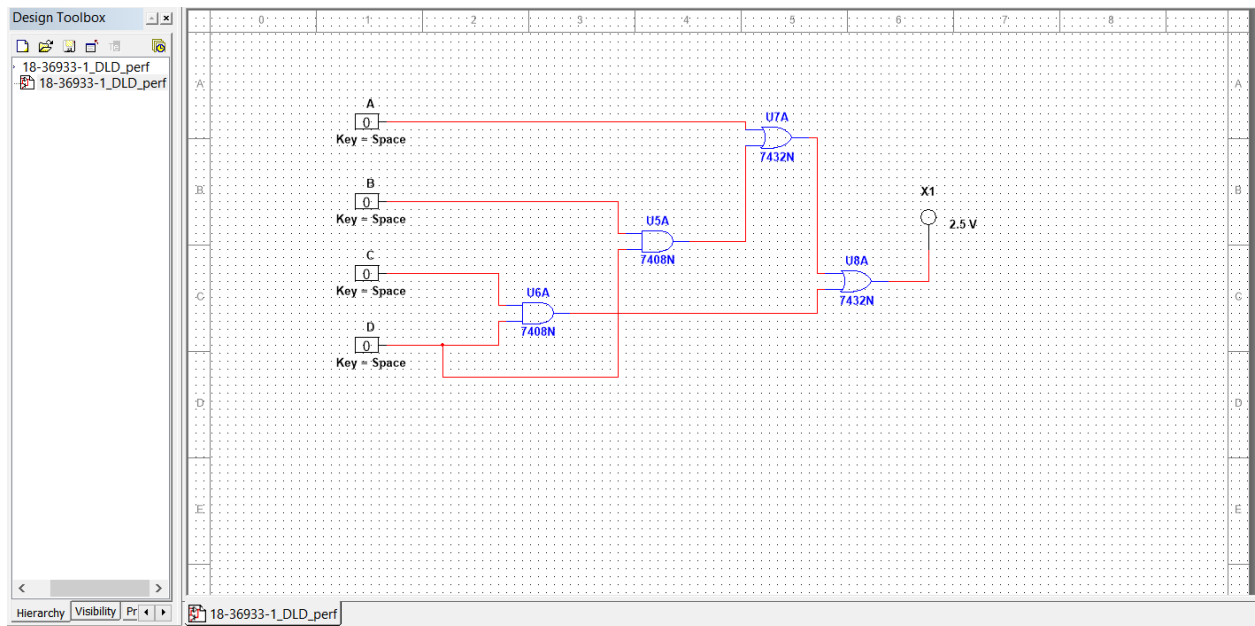 Design Toolbox
18-36933-1_DLD_perf
18-36933-1_DLD_perf
Hierarchy Visibility Pr
0 1 2 3 4 5 6 7 8
A A
B B
C C
D D
E E
A
0
Key = Space
B
0
Key = Space
C
0
Key = Space
D
0
Key = Space
U7A
7432N
U5A
7408N
U6A
7408N
U8A
7432N
X1
2.5 V
18-36933-1_DLD_perf